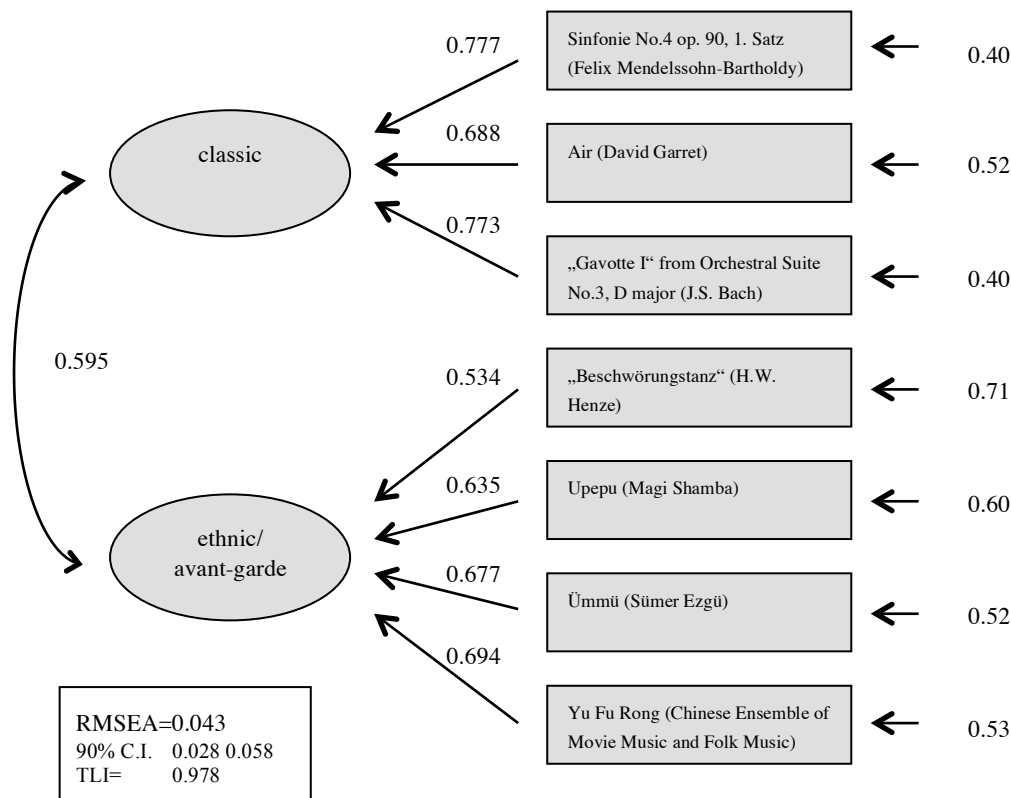 0.777
Sinfonie No.4 op. 90, 1. Satz
(Felix Mendelssohn-Bartholdy)
0.40
classic
0.688
Air (David Garret)
0.52
0.773
„Gavotte I“ from Orchestral Suite
No.3, D major (J.S. Bach)
0.40
0.595
0.534
„Beschwörungstanz“ (H.W.
Henze)
0.71
0.635
Upepu (Magi Shamba)
0.60
ethnic/
avant-garde
0.677
Ümmü (Sümer Ezgü)
0.52
0.694
Yu Fu Rong (Chinese Ensemble of
Movie Music and Folk Music)
0.53
RMSEA=0.043
90% C.I. 0.028 0.058
TLI= 0.978